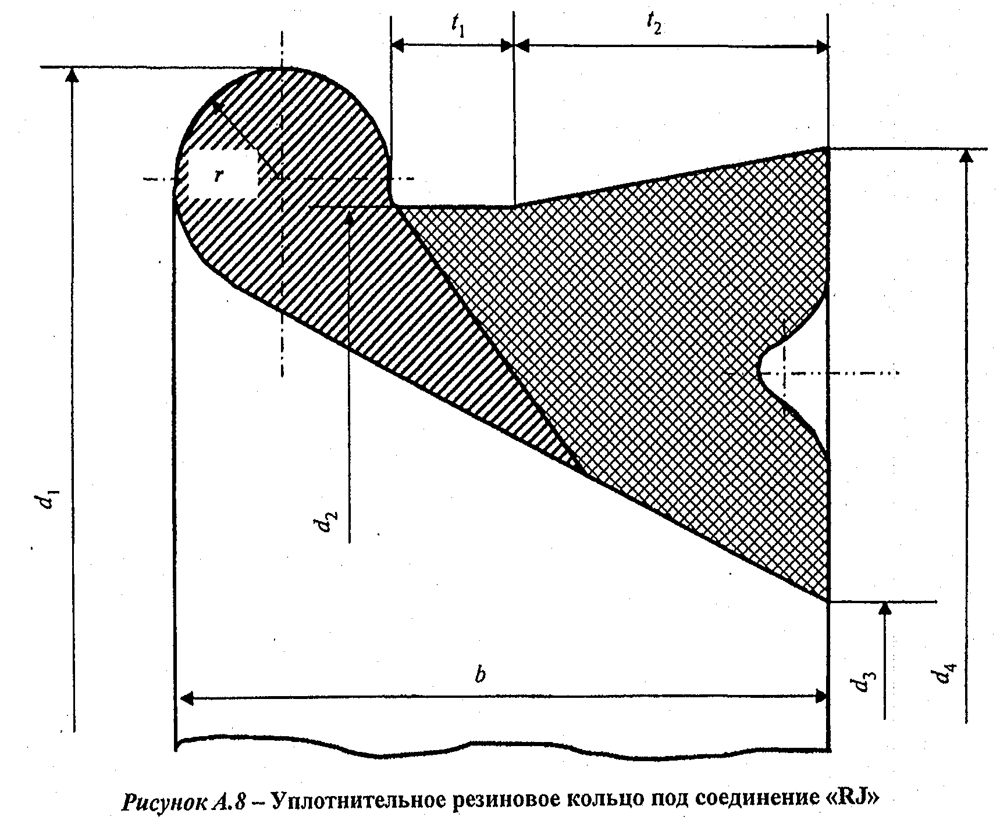 t₁
t₂
r
d₁
d₂
b
d₃
d₄
Рисунок А.8 – Уплотнительное резиновое кольцо под соединение «RJ»